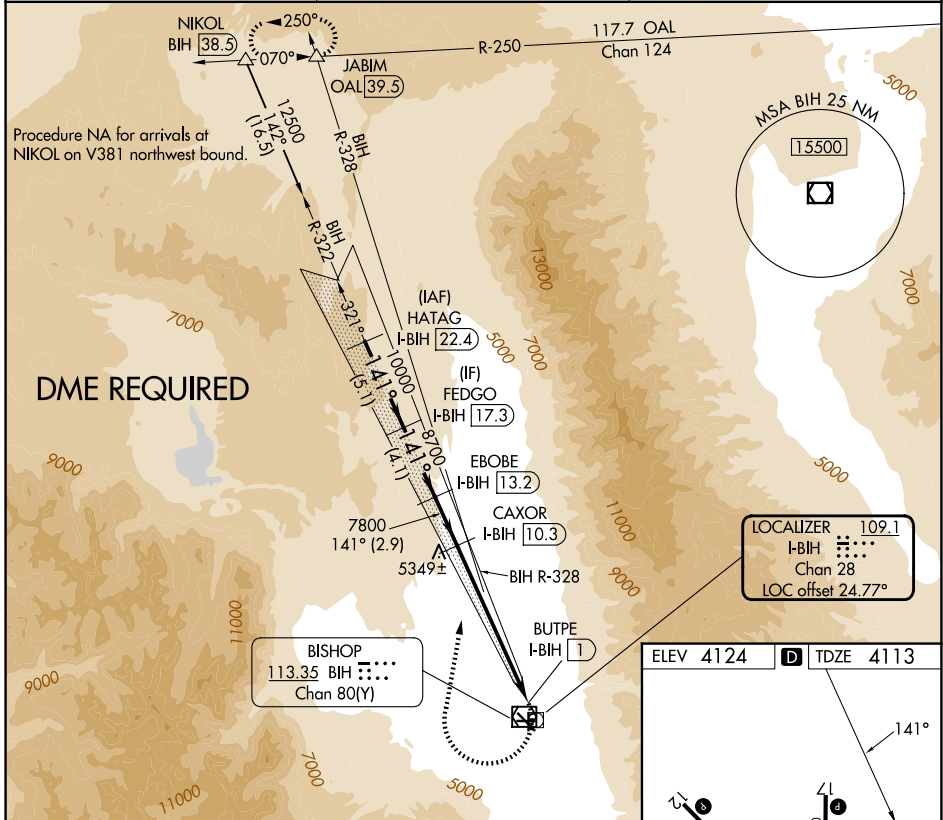 NIKOL
BIH 38.5
250°
070°
JABIM
OAL 39.5
R-250
117.7 OAL
Chan 124
5000
MSA BIH 25 NM
15500
Procedure NA for arrivals at
NIKOL on V381 northwest bound.
12500
142°
(16.5)
BIH
R-328
BIH
R-322
13000
7000
7000
321°
(IAF)
HATAG
I-BIH 22.4
5000
7000
10000
141°
(5.1)
DME REQUIRED
(IF)
FEDGO
I-BIH 17.3
8700
141°
(4.1)
9000
EBOBE
I-BIH 13.2
5000
CAXOR
I-BIH 10.3
7800
141° (2.9)
11000
5349±
BIH R-328
9000
LOCALIZER 109.1
I-BIH
Chan 28
LOC offset 24.77°
11000
BUTPE
I-BIH 1
BISHOP
113.35 BIH
Chan 80(Y)
9000
7000
5000
11000
ELEV 4124 D TDZE 4113
141°
12
R
17
P